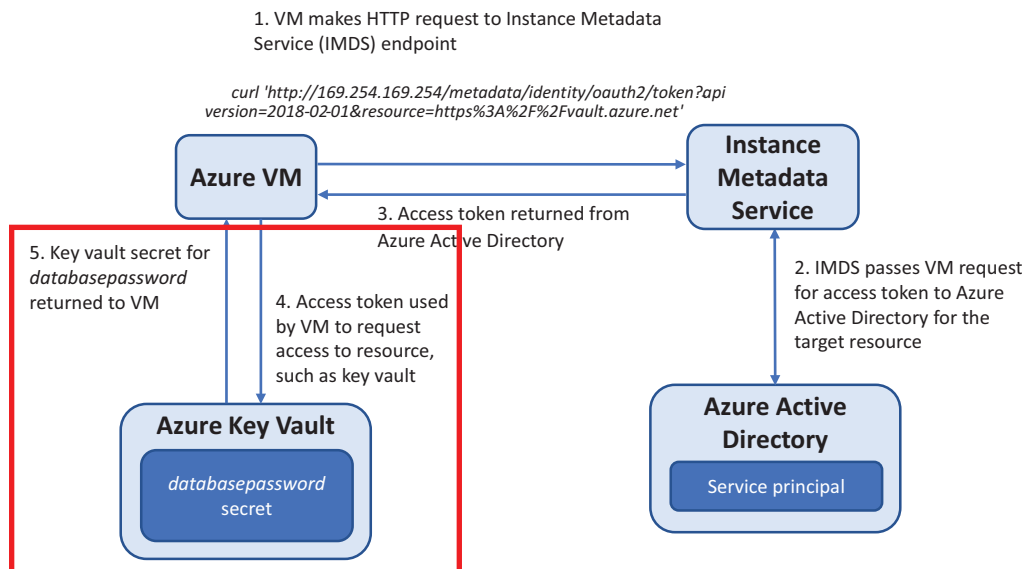 1. VM makes HTTP request to Instance Metadata
Service (IMDS) endpoint
curl 'http://169.254.169.254/metadata/identity/oauth2/token?api
version=2018-02-01&resource=https%3A%2F%2Fvault.azure.net'
Azure VM
Instance
Metadata
Service
3. Access token returned from
Azure Active Directory
5. Key vault secret for
databasepassword
returned to VM
4. Access token used
by VM to request
access to resource,
such as key vault
2. IMDS passes VM request
for access token to Azure
Active Directory for the
target resource
Azure Key Vault
databasepassword
secret
Azure Active
Directory
Service principal